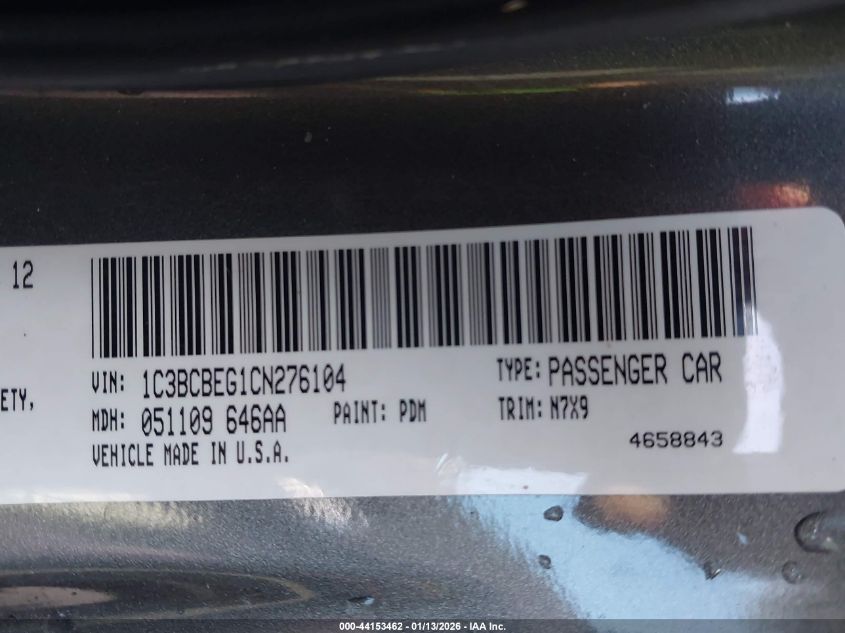 12
VIN: 1C3BCBEG1CN276104
TYPE: PASSENGER CAR
ETY,
MDH: 051109 646AA
PAINT: PDM
TRIM: N7X9
VEHICLE MADE IN U.S.A.
4658843
000-44153462 - 01/13/2026 - IAA Inc.